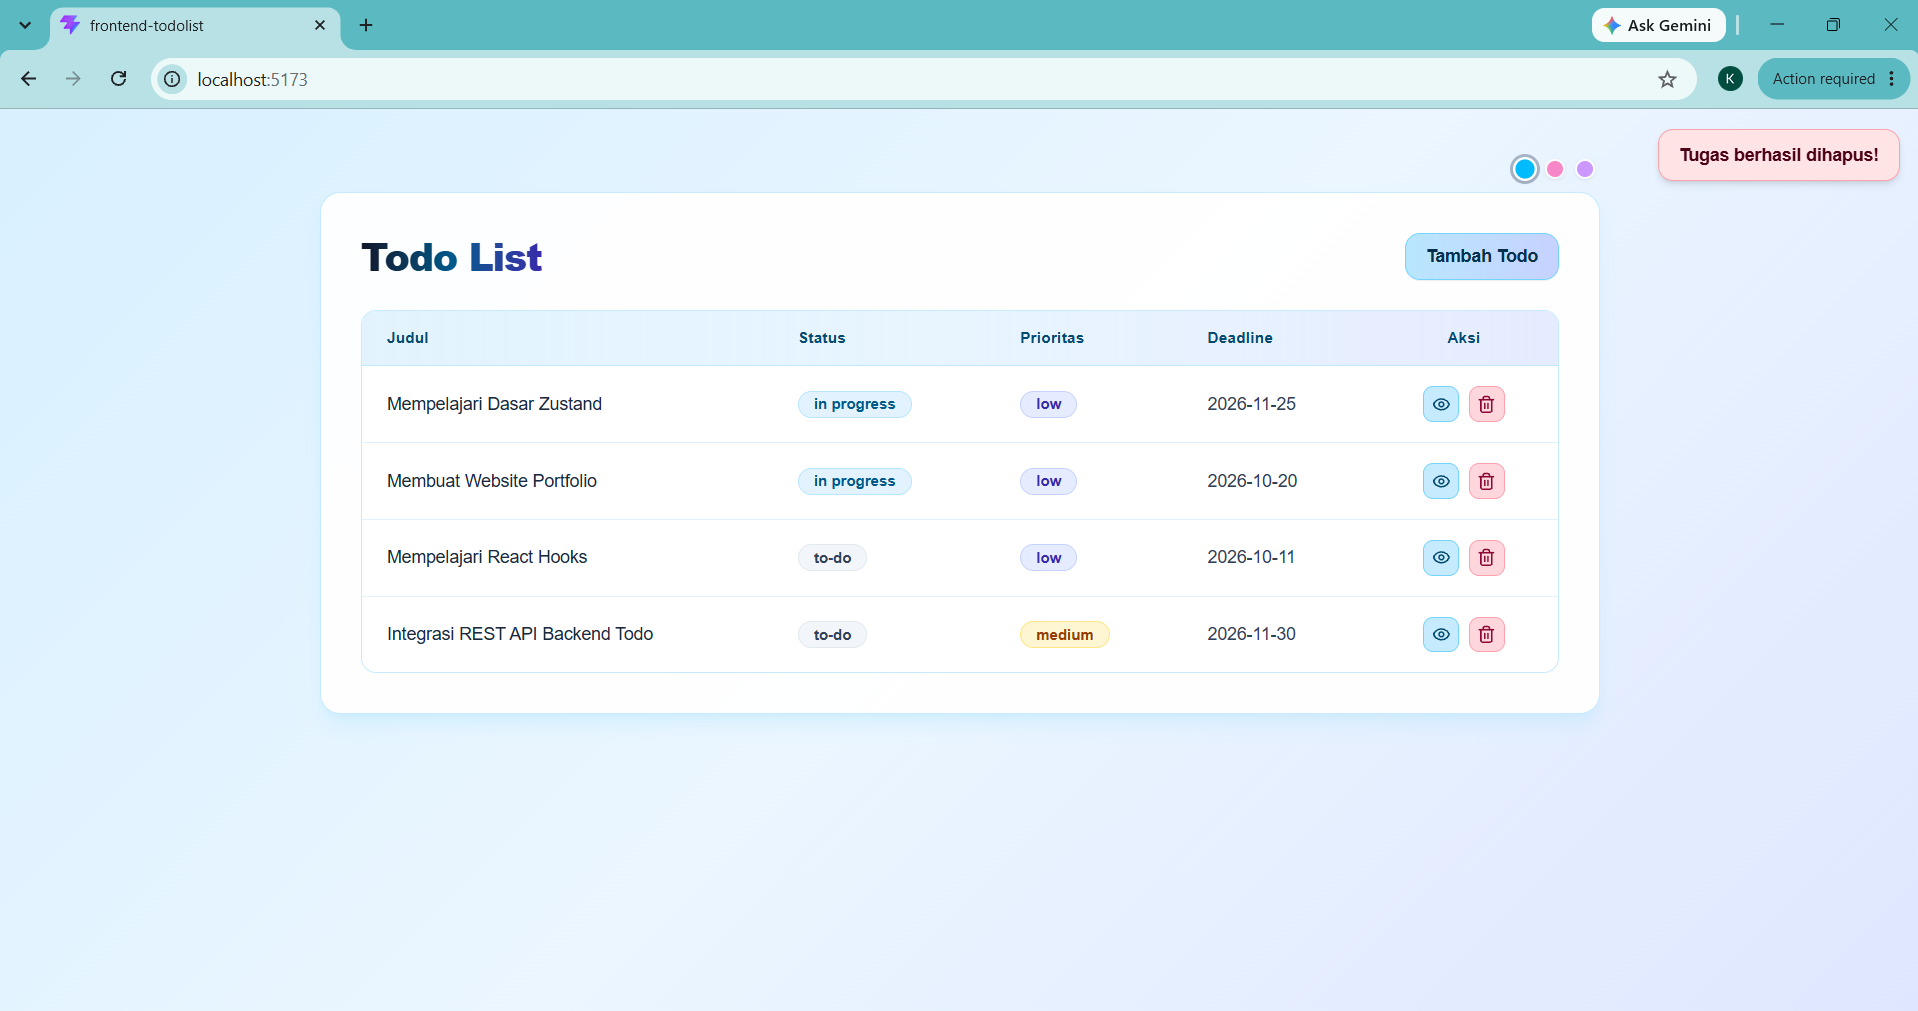 frontend-todolist
Ask Gemini
localhost:5173
K
Action required
Tugas berhasil dihapus!
Todo List
Tambah Todo
Judul Status Prioritas Deadline Aksi
Mempelajari Dasar Zustand in progress low 2026-11-25
Membuat Website Portfolio in progress low 2026-10-20
Mempelajari React Hooks to-do low 2026-10-11
Integrasi REST API Backend Todo to-do medium 2026-11-30